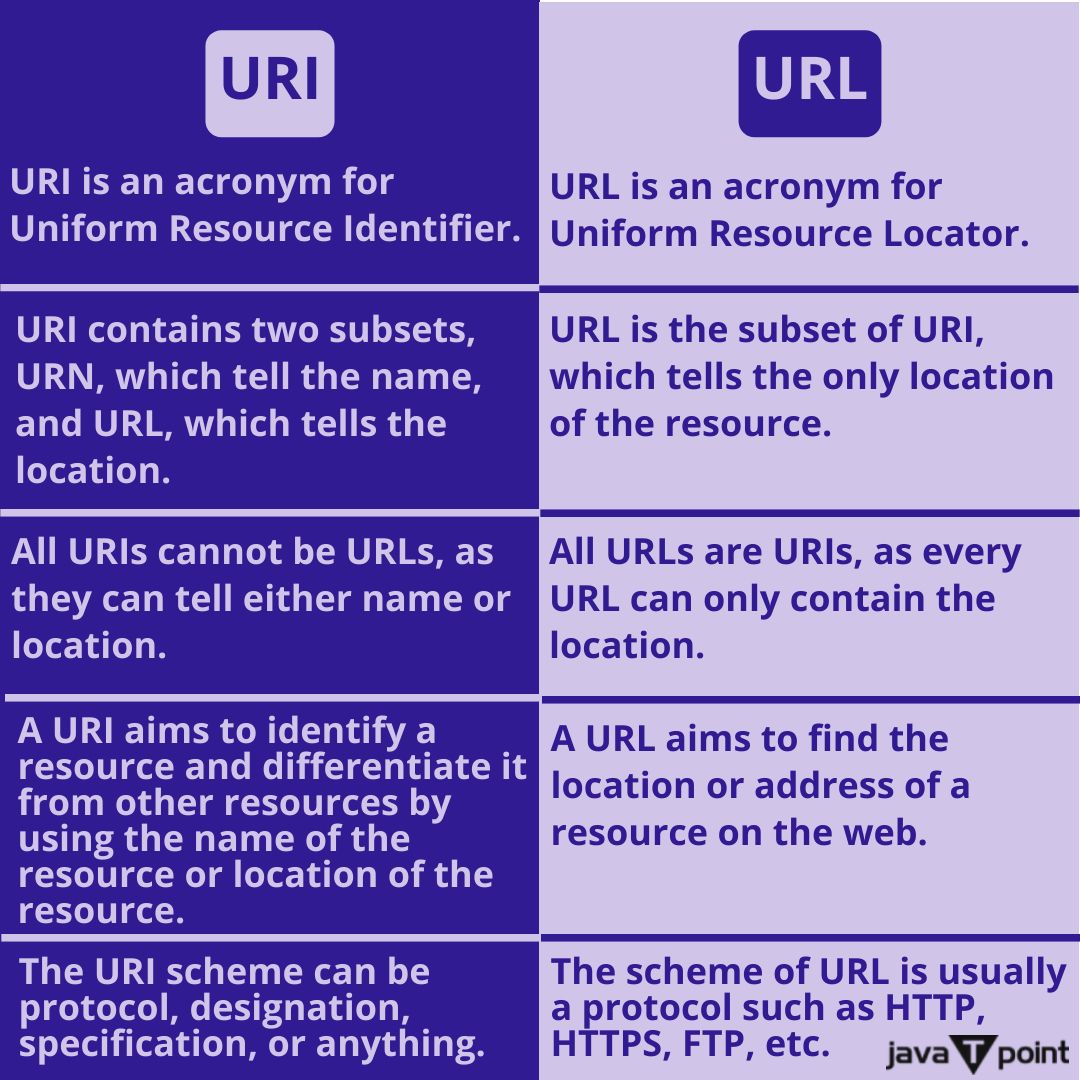 URI
URI is an acronym for
Uniform Resource Identifier.
URI contains two subsets,
URN, which tell the name,
and URL, which tells the
location.
All URIs cannot be URLs, as
they can tell either name or
location.
A URI aims to identify a
resource and differentiate it
from other resources by
using the name of the
resource or location of the
resource.
The URI scheme can be
protocol, designation,
specification, or anything.
URL
URL is an acronym for
Uniform Resource Locator.
URL is the subset of URI,
which tells the only location
of the resource.
All URLs are URIs, as every
URL can only contain the
location.
A URL aims to find the
location or address of a
resource on the web.
The scheme of URL is usually
a protocol such as HTTP,
HTTPS, FTP, etc.
java T point